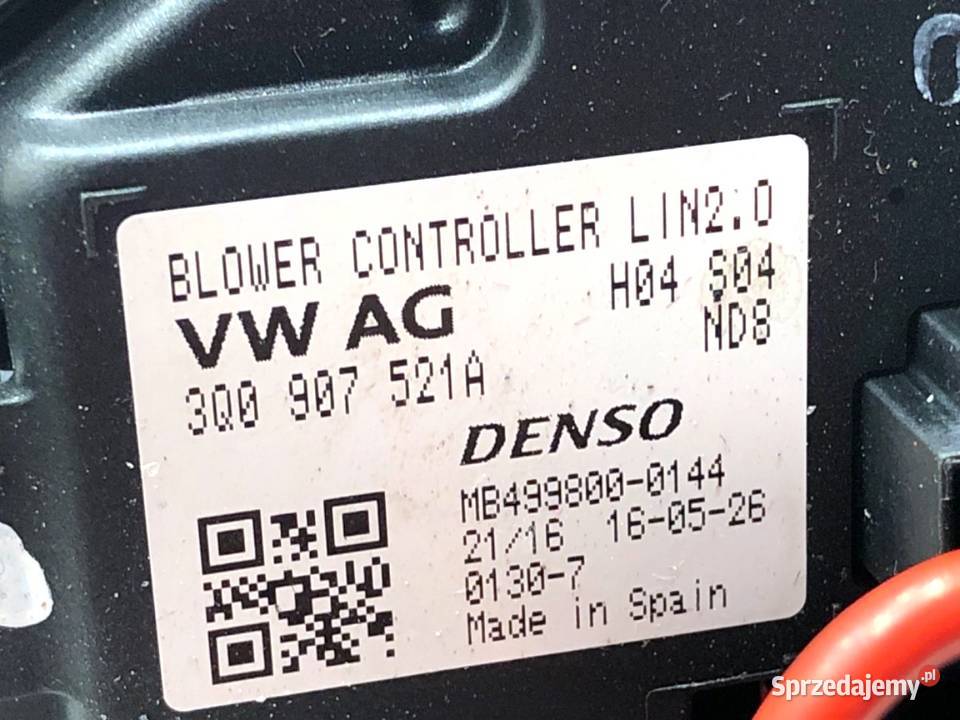 BLOWER CONTROLLER LIN2.0
VW AG H04 S04
ND8
3Q0 907 521A
DENSO
MB499800-0144
21/16 16-05-26
0130-7
Made in Spain
Sprzedajemy.pl